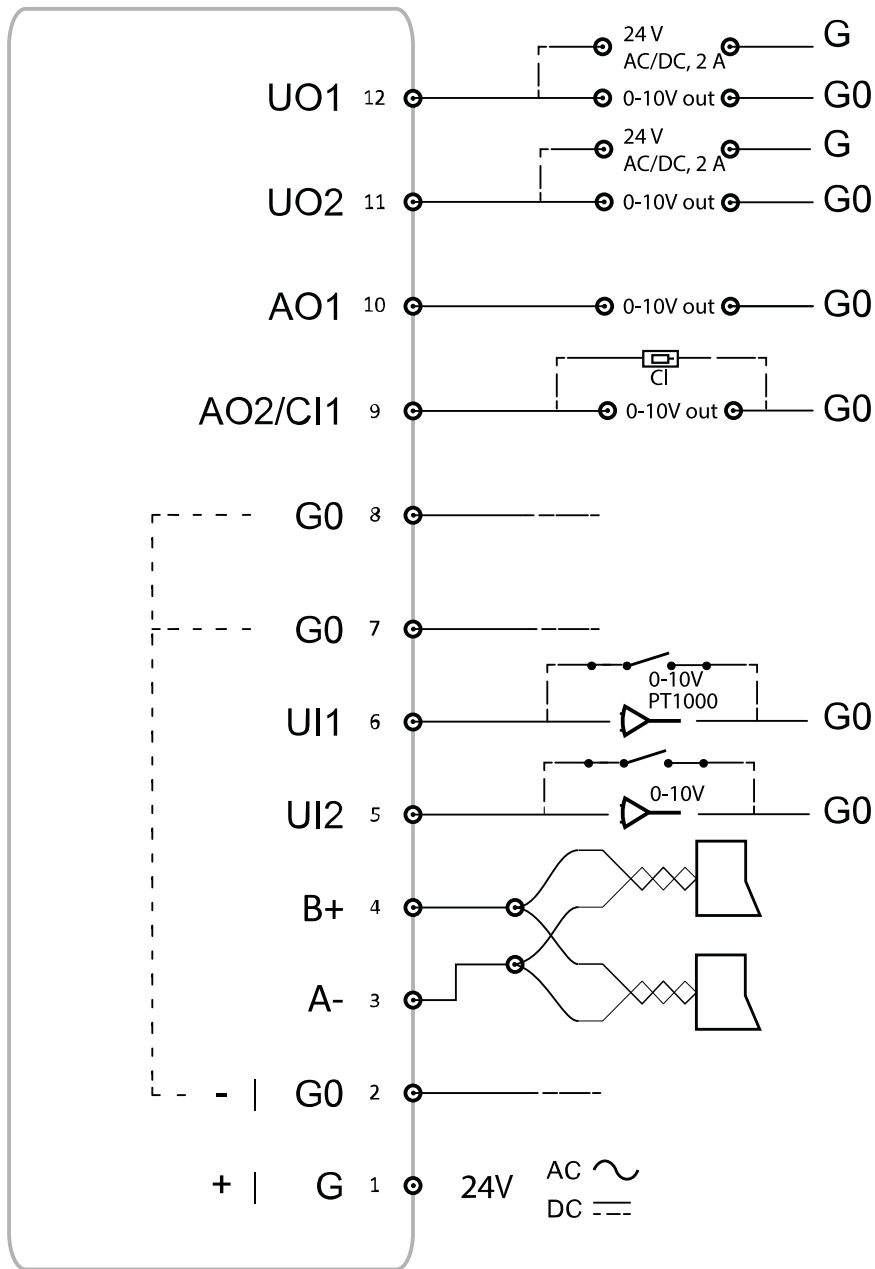 24 V
AC/DC, 2 A
G
UO1 12
0-10V out
G0
24 V
AC/DC, 2 A
G
UO2 11
0-10V out
G0
AO1 10
0-10V out
G0
CI
AO2/CI1 9
0-10V out
G0
G0 8
G0 7
0-10V
PT1000
UI1 6
G0
0-10V
UI2 5
G0
B+ 4
A- 3
- | G0 2
+ | G 1
24V
AC
DC